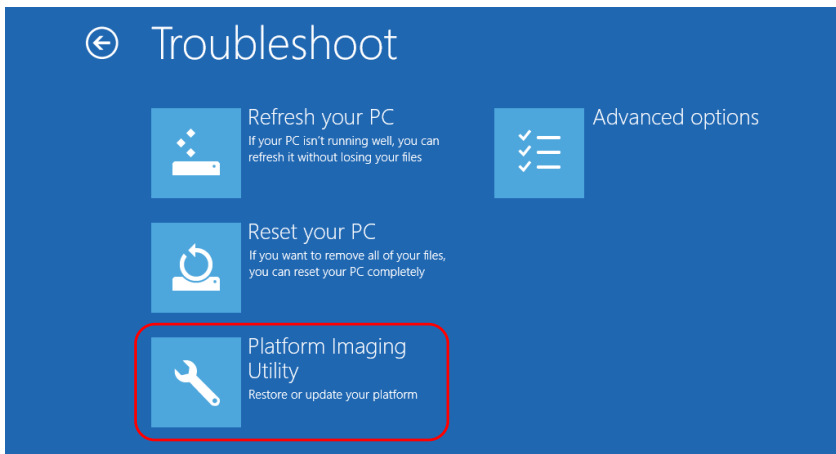 Troubleshoot
Refresh your PC
If your PC isn't running well, you can
refresh it without losing your files
Advanced options
Reset your PC
If you want to remove all of your files,
you can reset your PC completely
Platform Imaging
Utility
Restore or update your platform